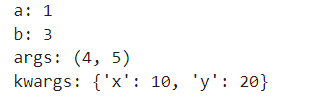 a: 1
b: 3
args: (4, 5)
kwargs: {'x': 10, 'y': 20}